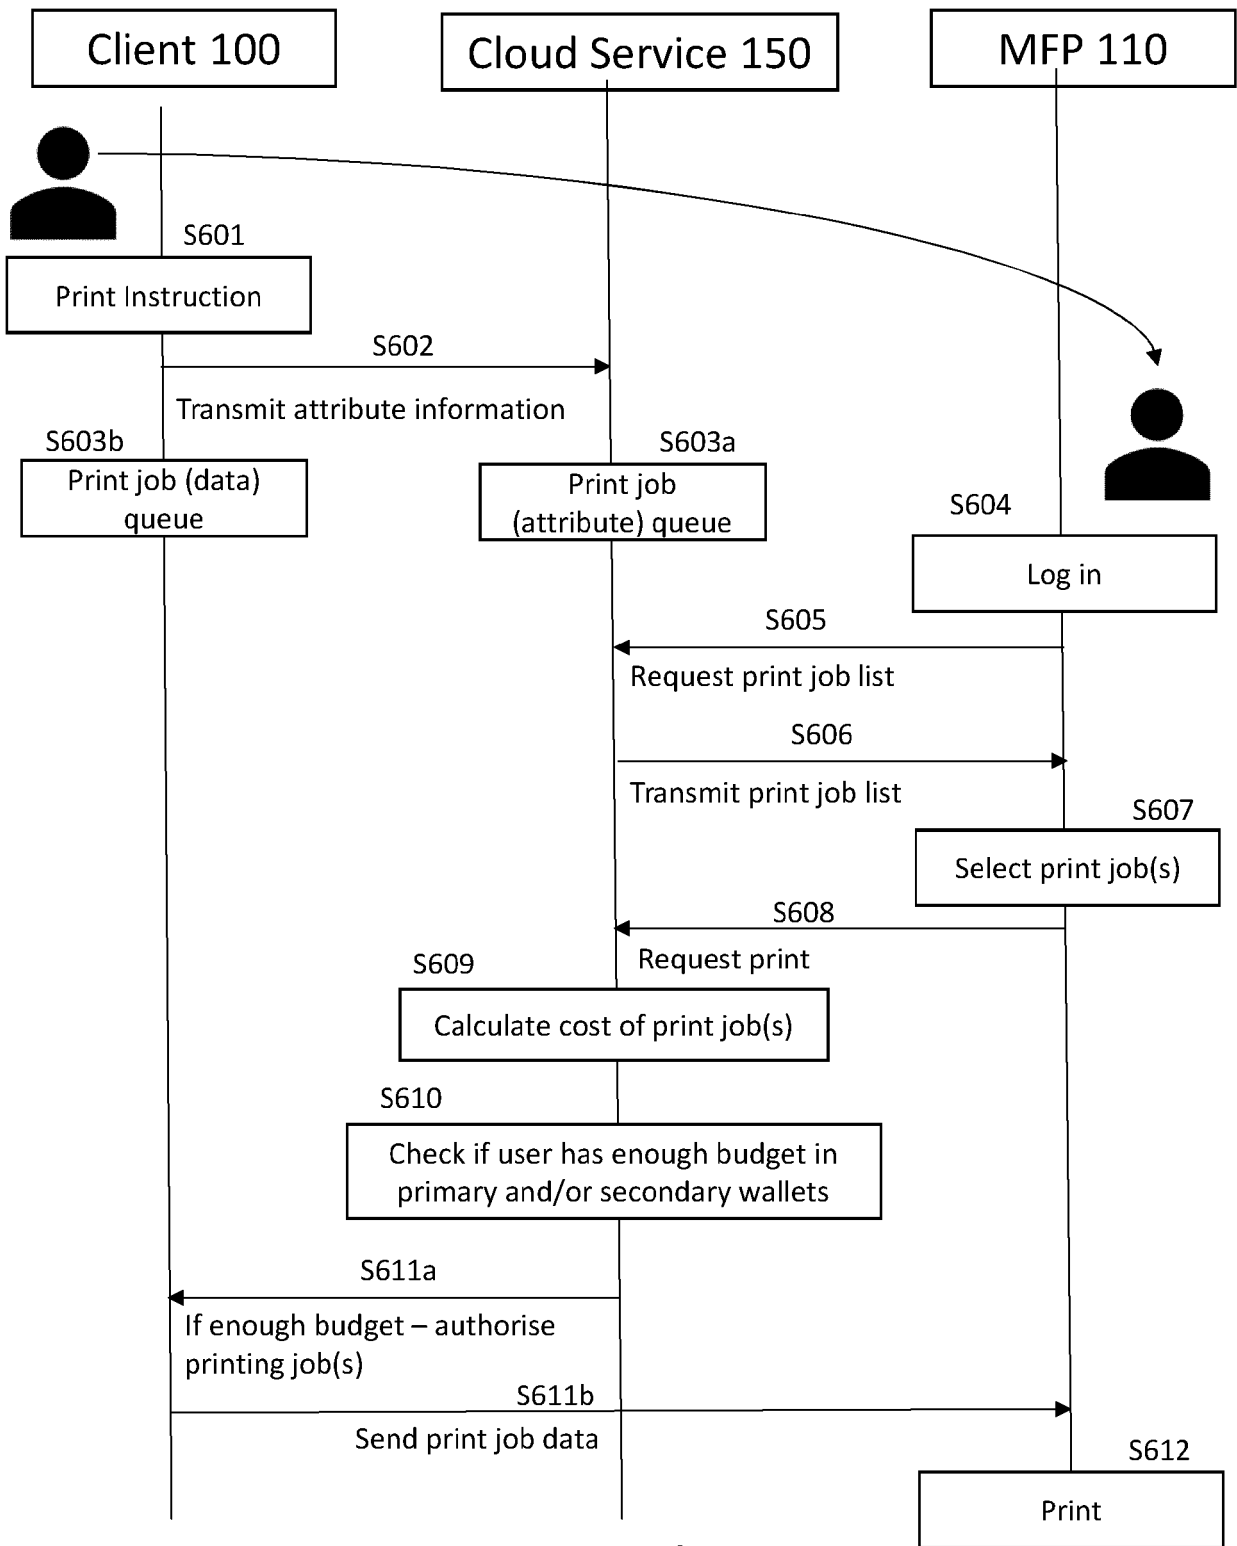 Client 100
Cloud Service 150
MFP 110
S601
Print Instruction
S602
Transmit attribute information
S603b
Print job (data)
queue
S603a
Print job
(attribute) queue
S604
Log in
S605
Request print job list
S606
Transmit print job list
S607
Select print job(s)
S608
Request print
S609
Calculate cost of print job(s)
S610
Check if user has enough budget in
primary and/or secondary wallets
S611a
If enough budget – authorise
printing job(s)
S611b
Send print job data
S612
Print